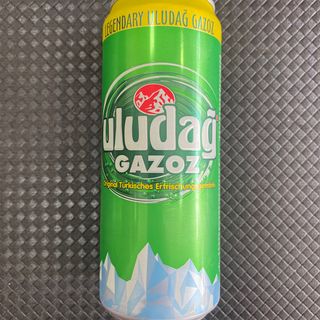 LEGENDARY ULUDAĞ GAZOZ
uludağ
GAZOZ
Original Türkisches Erfrischungsgetränk